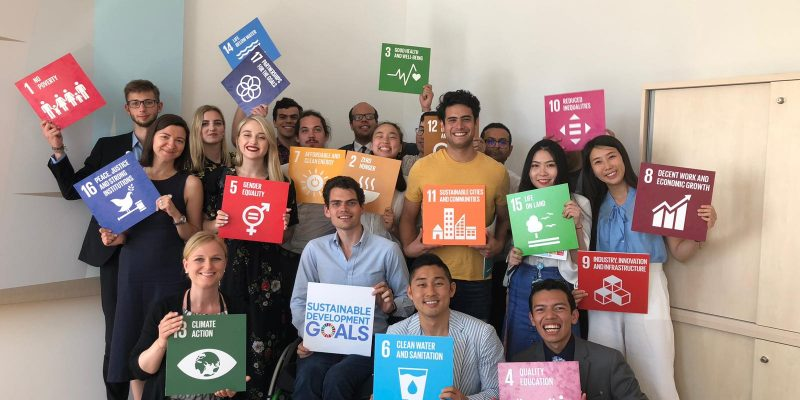 14 LIFE
BELOW WATER
17 PARTNERSHIPS
FOR THE GOALS
3 GOOD HEALTH
AND WELL-BEING
1 NO
POVERTY
10 REDUCED
INEQUALITIES
12
7 AFFORDABLE AND
CLEAN ENERGY
2 ZERO
HUNGER
16 PEACE, JUSTICE
AND STRONG
INSTITUTIONS
5 GENDER
EQUALITY
11 SUSTAINABLE CITIES
AND COMMUNITIES
15 LIFE
ON LAND
8 DECENT WORK AND
ECONOMIC GROWTH
9 INDUSTRY, INNOVATION
AND INFRASTRUCTURE
SUSTAINABLE
DEVELOPMENT
GOALS
13 CLIMATE
ACTION
6 CLEAN WATER
AND SANITATION
4 QUALITY
EDUCATION